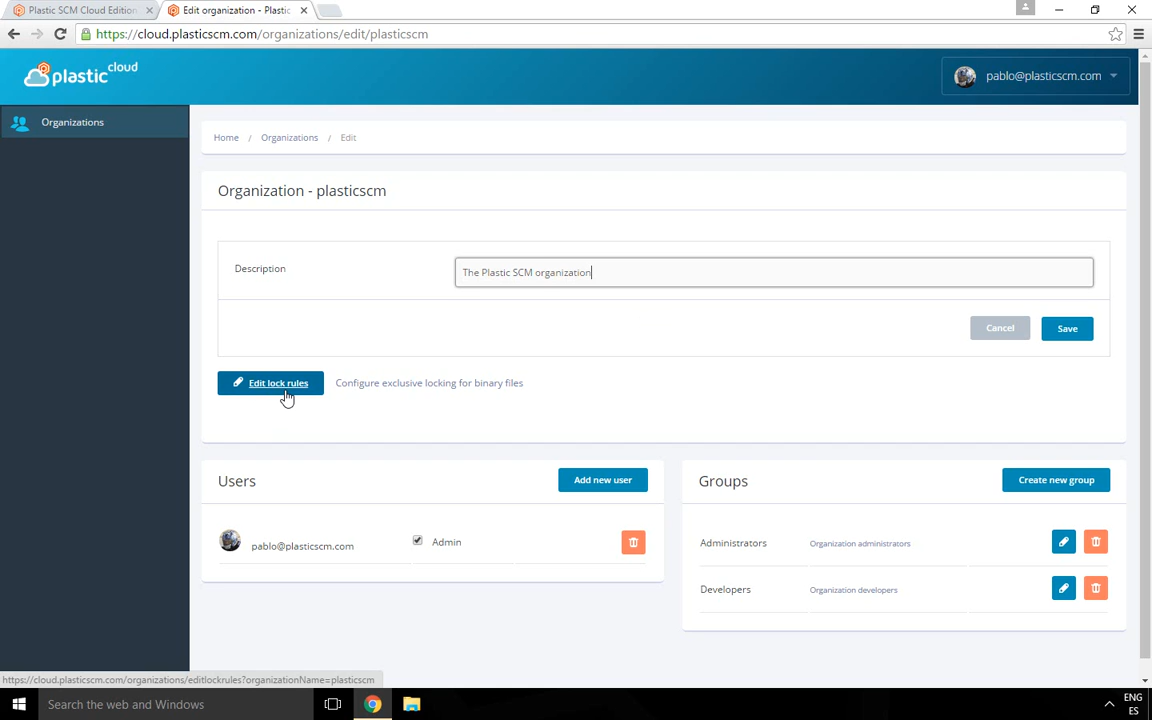 Plastic SCM Cloud Edition
Edit organization - Plastic
https://cloud.plasticscm.com/organizations/edit/plasticscm
plastic cloud
pablo@plasticscm.com
Organizations
Home / Organizations / Edit
Organization - plasticscm
Description
The Plastic SCM organization
Cancel
Save
Edit lock rules
Configure exclusive locking for binary files
Users
Add new user
pablo@plasticscm.com
Admin
Groups
Create new group
Administrators
Organization administrators
Developers
Organization developers
https://cloud.plasticscm.com/organizations/editlockrules?organizationName=plasticscm
Search the web and Windows
ENG
ES